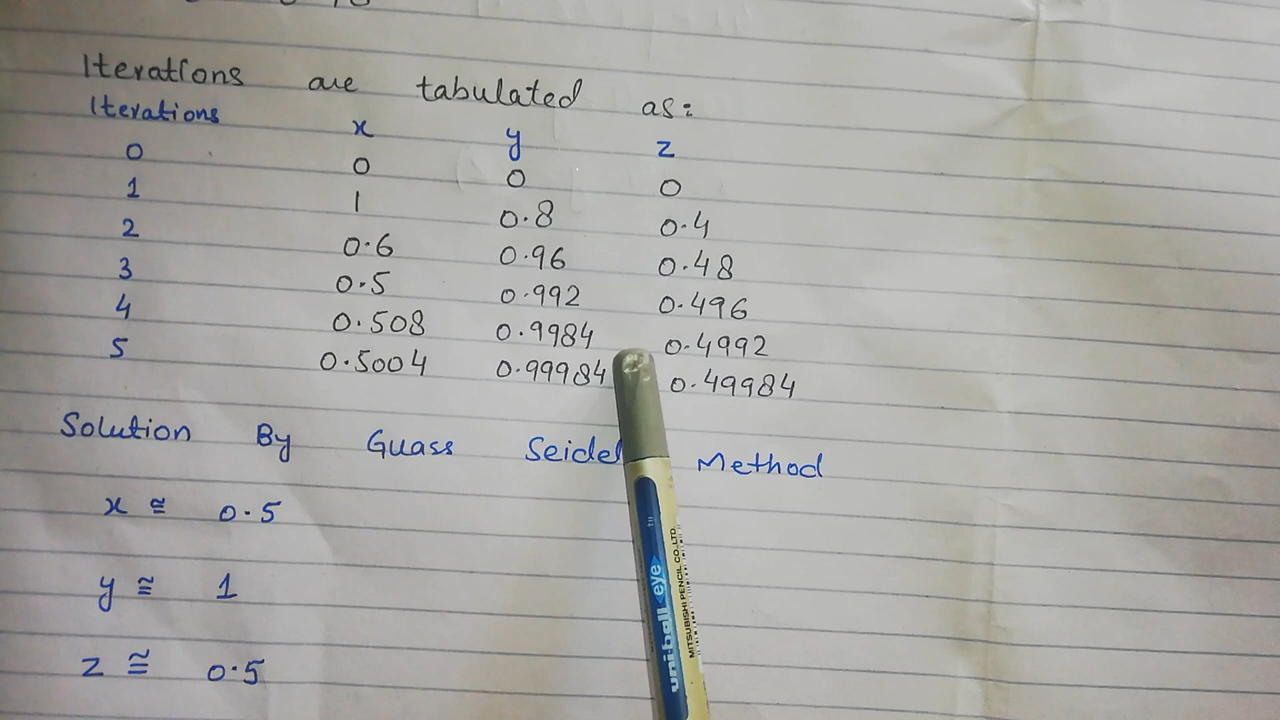 Iterations are tabulated as:
Iterations x y z
0 0 0 0
1 1 0.8 0.4
2 0.6 0.96 0.48
3 0.5 0.992 0.496
4 0.508 0.9984 0.4992
5 0.5004 0.99984 0.49984
Solution By Guass Seidel Method
x ≅ 0.5
y ≅ 1
z ≅ 0.5
uni-ball eye
MITSUBISHI PENCIL CO.LTD.